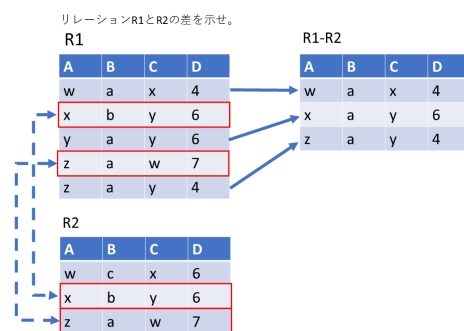 リレーションR1とR2の差を示せ。
R1
A B C D
w a x 4
x b y 6
y a y 6
z a w 7
z a y 4
R1-R2
A B C D
w a x 4
x a y 6
z a y 4
R2
A B C D
w c x 6
x b y 6
z a w 7